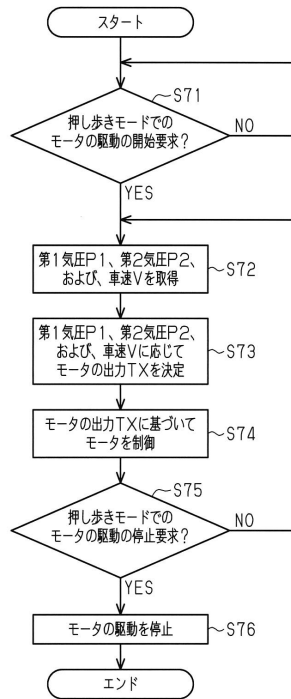 スタート
S71
押し歩きモードでの
モータの駆動の開始要求?
NO
YES
第1気圧P1、第2気圧P2、
および、車速Vを取得
S72
第1気圧P1、第2気圧P2、
および、車速Vに応じて
モータの出力TXを決定
S73
モータの出力TXに基づいて
モータを制御
S74
S75
押し歩きモードでの
モータの駆動の停止要求?
NO
YES
モータの駆動を停止
S76
エンド